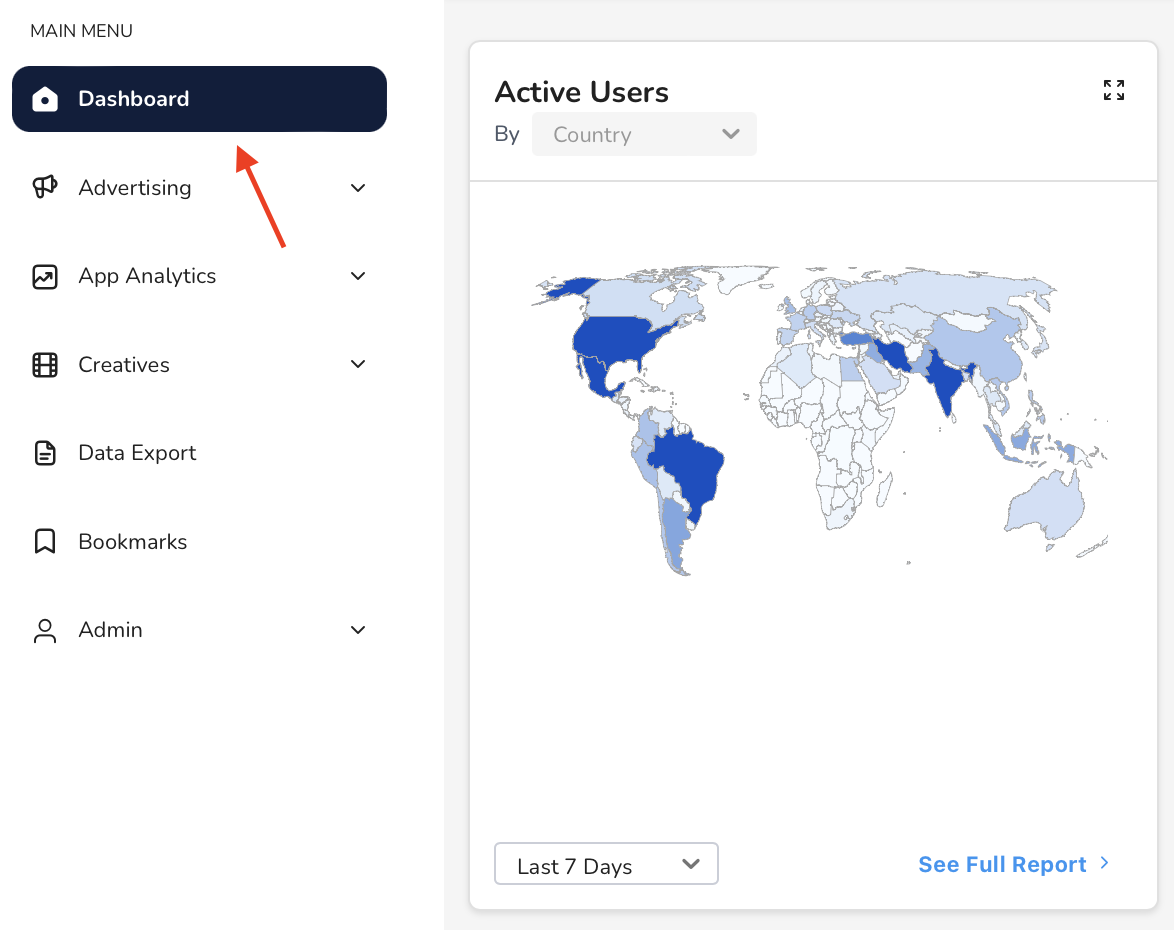 MAIN MENU
Dashboard
Advertising
App Analytics
Creatives
Data Export
Bookmarks
Admin
Active Users
By Country
Last 7 Days
See Full Report